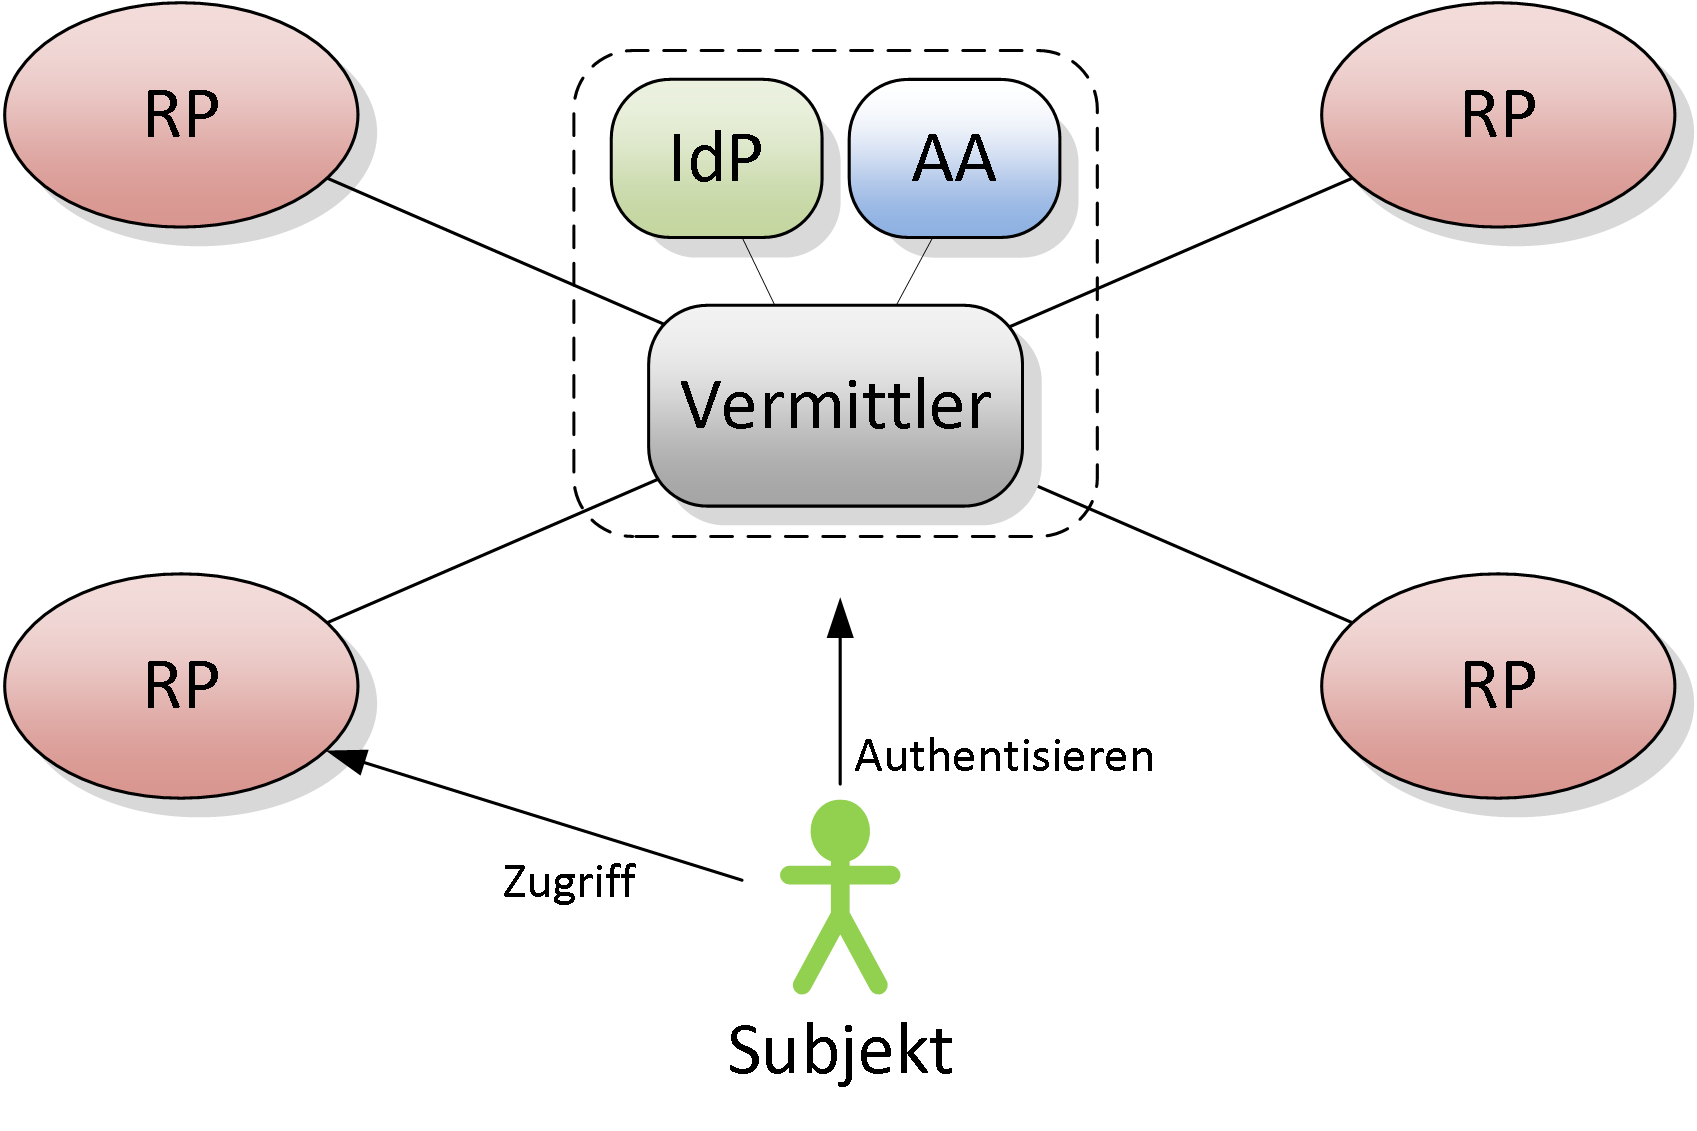 RP
IdP
AA
RP
Vermittler
RP
RP
Authentisieren
Zugriff
Subjekt